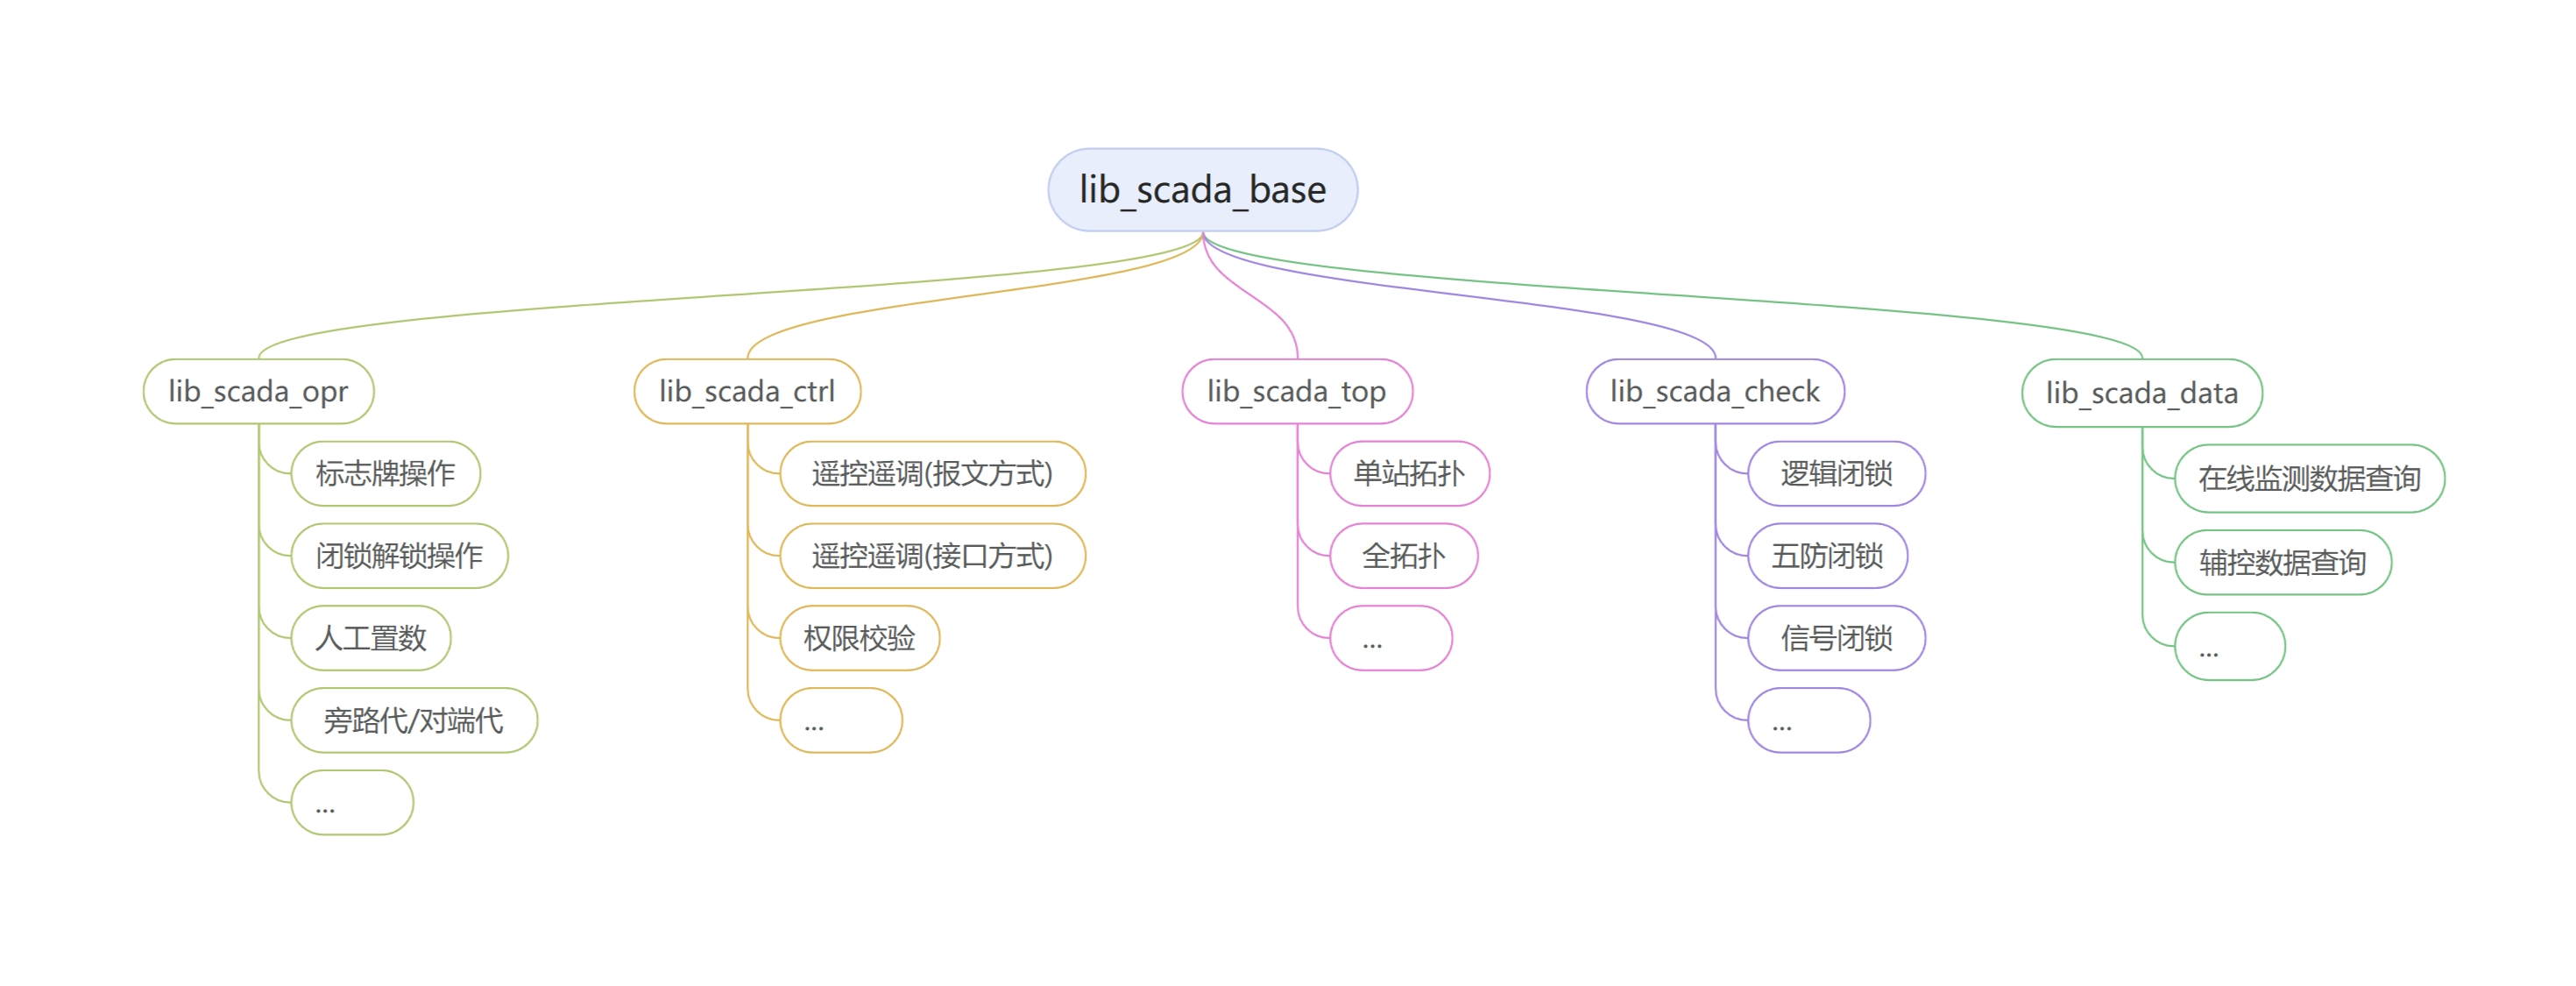 lib_scada_base
lib_scada_opr
标志牌操作
闭锁解锁操作
人工置数
旁路代/对端代
...
lib_scada_ctrl
遥控遥调(报文方式)
遥控遥调(接口方式)
权限校验
...
lib_scada_top
单站拓扑
全拓扑
...
lib_scada_check
逻辑闭锁
五防闭锁
信号闭锁
...
lib_scada_data
在线监测数据查询
辅控数据查询
...